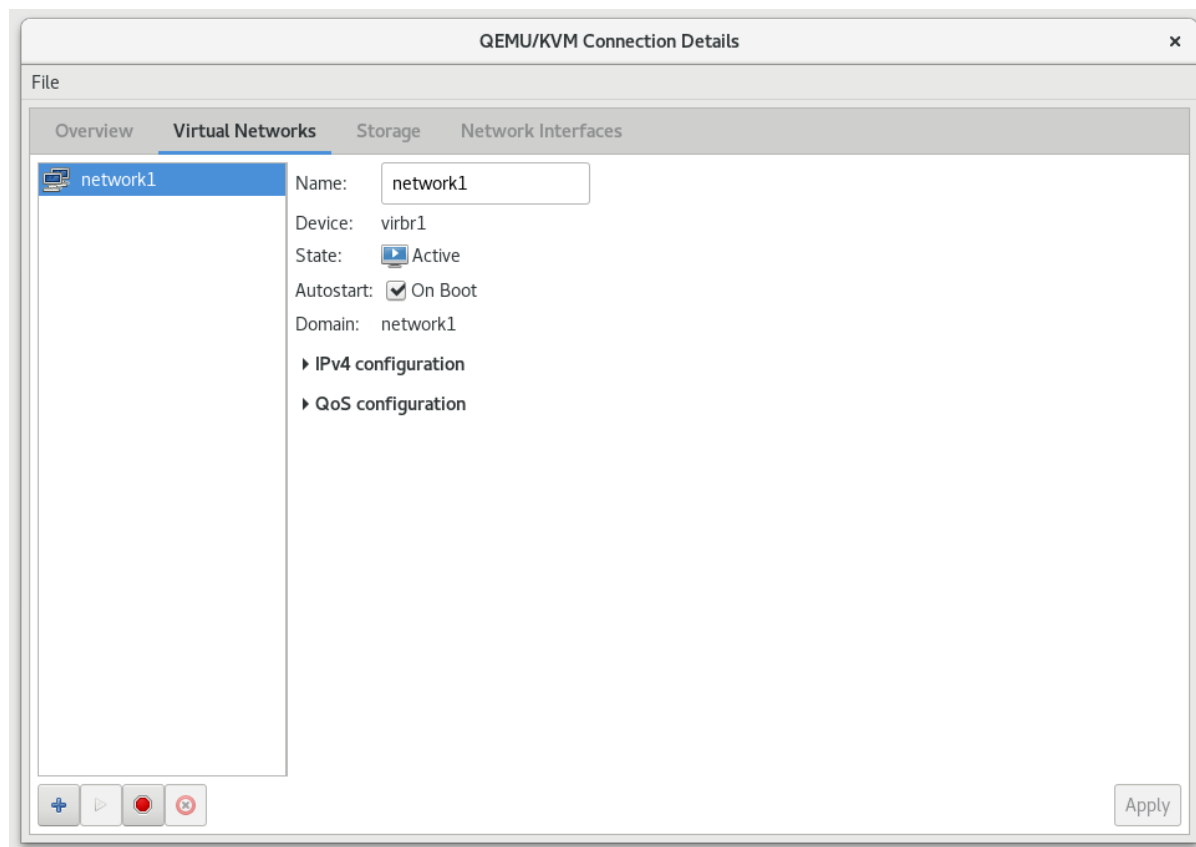 QEMU/KVM Connection Details
File
Overview Virtual Networks Storage Network Interfaces
network1
Name: network1
Device: virbr1
State: Active
Autostart: On Boot
Domain: network1
IPv4 configuration
QoS configuration
Apply